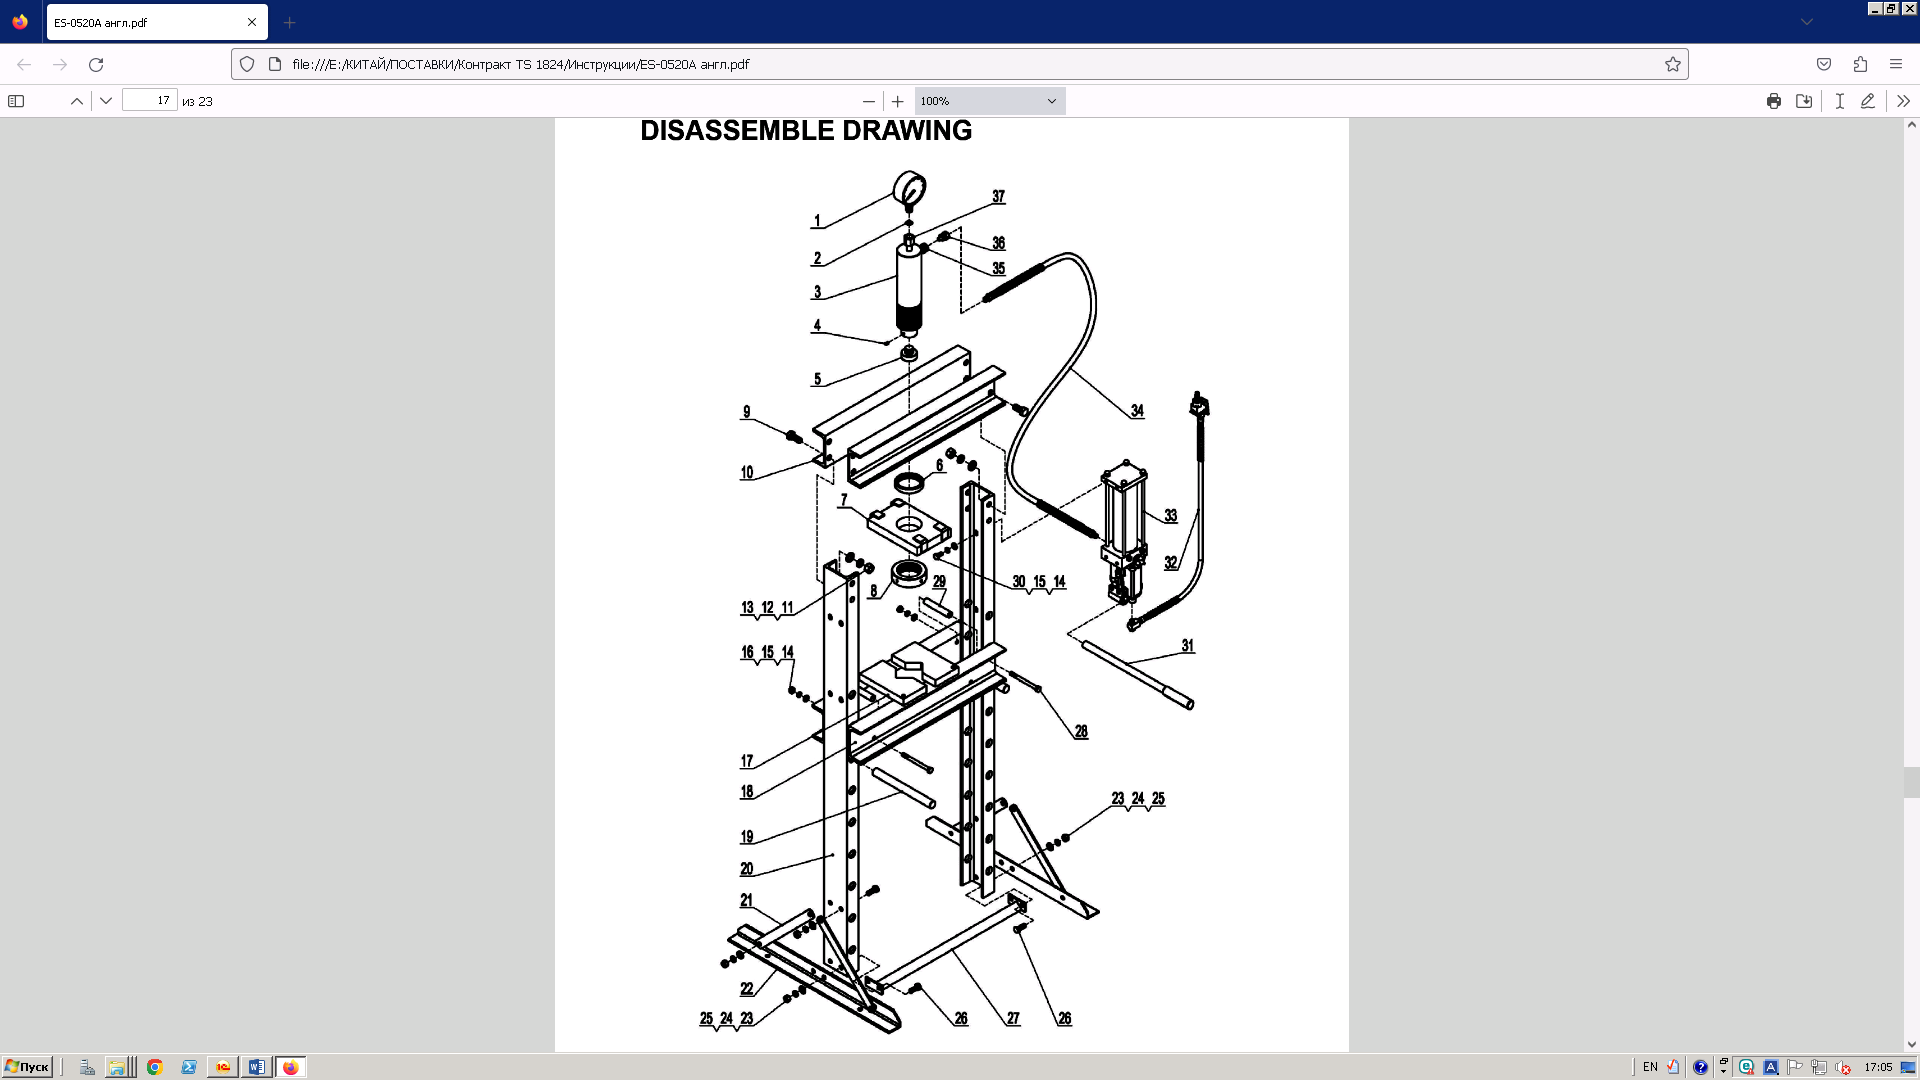 ES-0520A англ.pdf
file:///E:/КИТАЙ/ПОСТАВКИ/Контракт TS 1824/Инструкции/ES-0520A англ.pdf
17 из 23
100%
DISASSEMBLE DRAWING
1
37
2
36
35
3
4
5
9
34
10
6
7
33
32
8
29
30 15 14
13 12 11
16 15 14
31
28
17
18
23 24 25
19
20
21
22
25 24 23
26
27
26
Пуск
EN
17:05